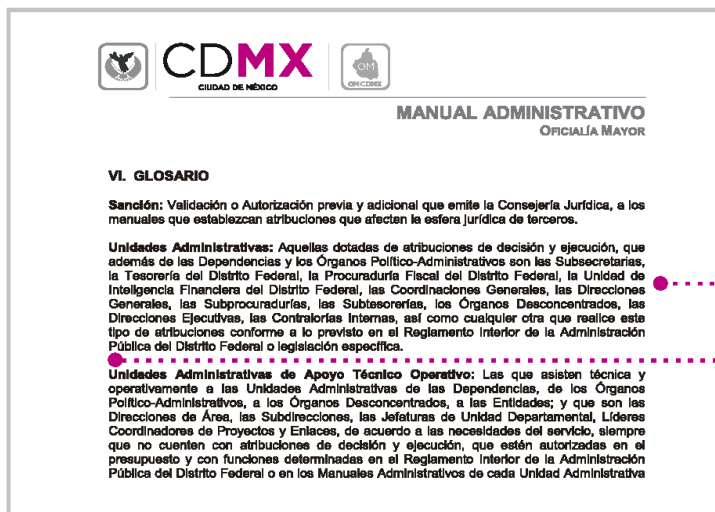 CDMX
CIUDAD DE MÉXICO
OM
OM|CDMX
MANUAL ADMINISTRATIVO
OFICIALÍA MAYOR
VI. GLOSARIO
Sanción: Validación o Autorización previa y adicional que emite la Consejería Jurídica, a los
manuales que establezcan atribuciones que afecten la esfera jurídica de terceros.
Unidades Administrativas: Aquellas dotadas de atribuciones de decisión y ejecución, que
además de las Dependencias y los Órganos Político-Administrativos son las Subsecretarias,
la Tesorería del Distrito Federal, la Procuraduría Fiscal del Distrito Federal, la Unidad de
Inteligencia Financiera del Distrito Federal, las Coordinaciones Generales, las Direcciones
Generales, las Subprocuradurías, las Subtesorerías, los Órganos Desconcentrados, las
Direcciones Ejecutivas, las Contralorías Internas, así como cualquier otra que realice este
tipo de atribuciones conforme a lo previsto en el Reglamento Interior de la Administración
Pública del Distrito Federal o legislación específica.
Unidades Administrativas de Apoyo Técnico Operativo: Las que asisten técnica y
operativamente a las Unidades Administrativas de las Dependencias, de los Órganos
Político-Administrativos, a los Órganos Desconcentrados, a las Entidades; y que son las
Direcciones de Área, las Subdirecciones, las Jefaturas de Unidad Departamental, Líderes
Coordinadores de Proyectos y Enlaces, de acuerdo a las necesidades del servicio, siempre
que no cuenten con atribuciones de decisión y ejecución, que estén autorizadas en el
presupuesto y con funciones determinadas en el Reglamento Interior de la Administración
Pública del Distrito Federal o en los Manuales Administrativos de cada Unidad Administrativa